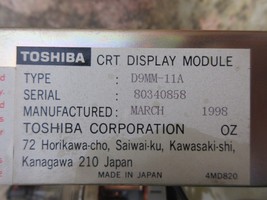 TOSHIBA CRT DISPLAY MODULE
TYPE : D9MM-11A
SERIAL : 80340858
MANUFACTURED: MARCH 1998
TOSHIBA CORPORATION OZ
72 Horikawa-cho, Saiwai-ku, Kawasaki-shi,
Kanagawa 210 Japan
MADE IN JAPAN 4MD820